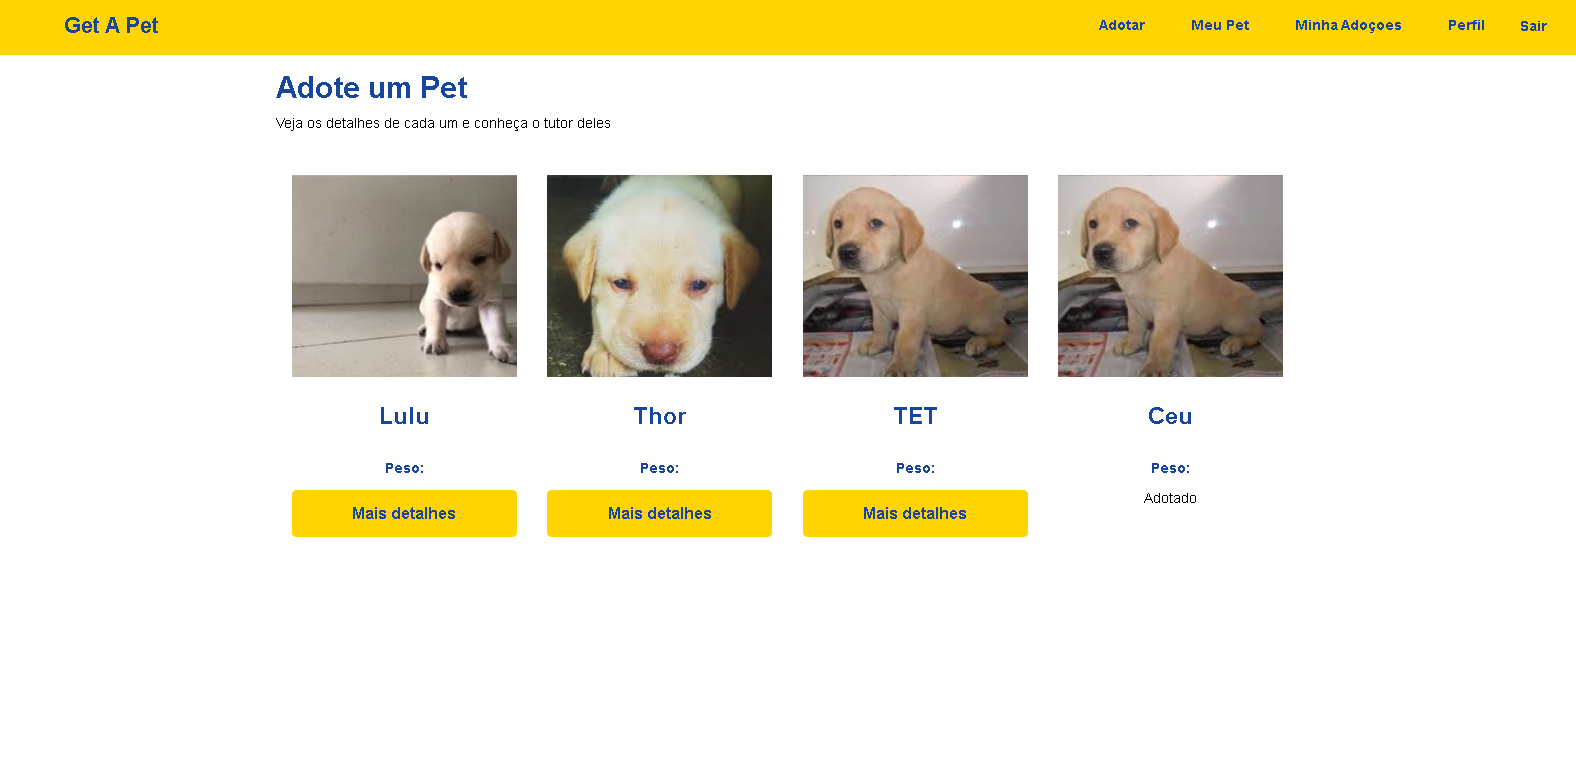 Get A Pet
Adotar
Meu Pet
Minha Adoçoes
Perfil
Sair
Adote um Pet
Veja os detalhes de cada um e conheça o tutor deles
Lulu
Thor
TET
Ceu
Peso:
Peso:
Peso:
Peso:
Mais detalhes
Mais detalhes
Mais detalhes
Adotado